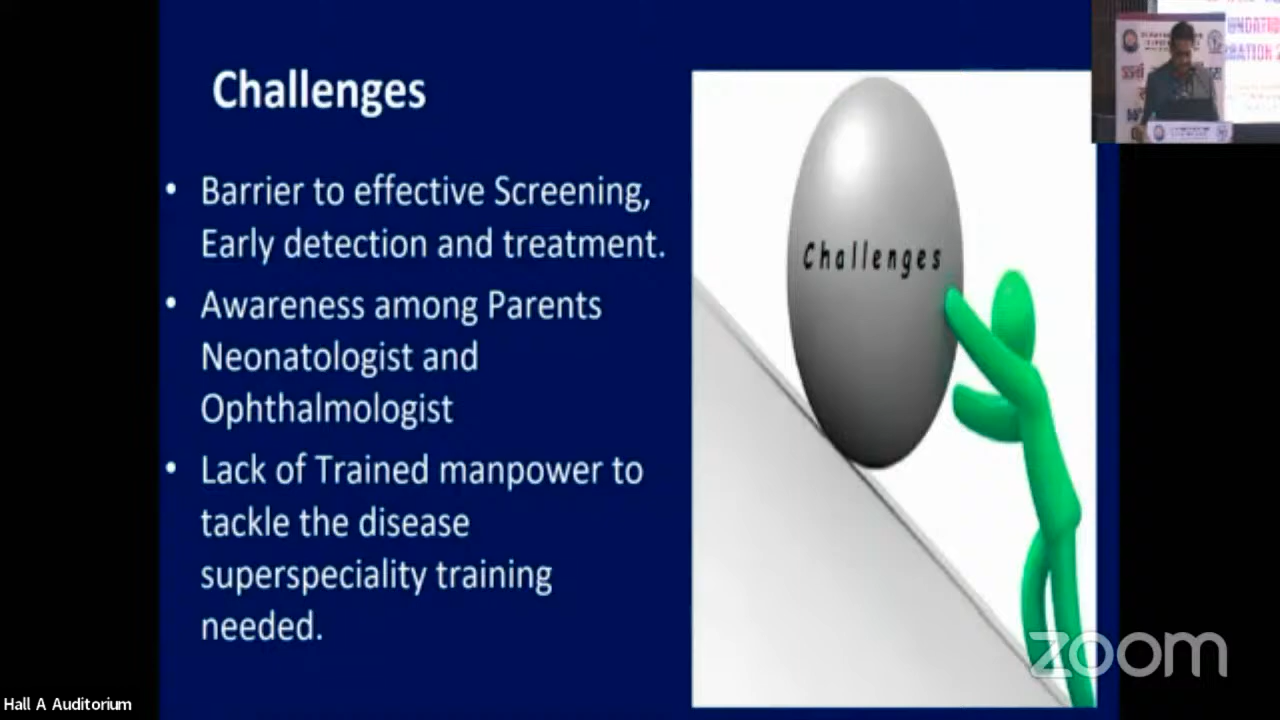 Challenges
• Barrier to effective Screening,
Early detection and treatment.
• Awareness among Parents
Neonatologist and
Ophthalmologist
• Lack of Trained manpower to
tackle the disease
superspeciality training
needed.
Challenges
zoom
Hall A Auditorium